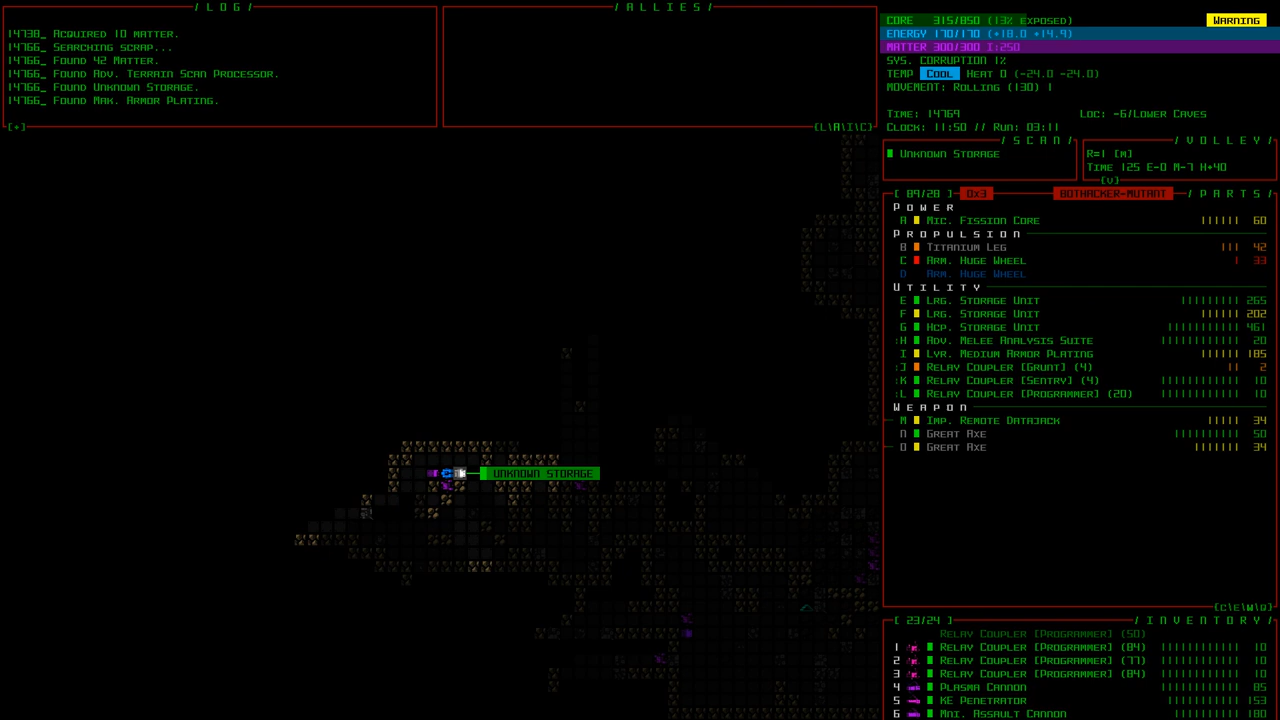 / L O G /
14738_ Acquired 10 matter.
14766_ Searching scrap...
14766_ Found 42 Matter.
14766_ Found Adv. Terrain Scan Processor.
14766_ Found Unknown Storage.
14766_ Found Mak. Armor Plating.
[+]
/ A L L I E S /
[L\A\I\C]
CORE 315/850 (13% EXPOSED)
Warning
ENERGY 170/170 (+18.0 +14.9)
MATTER 300/300 I:250
SYS. CORRUPTION 1%
TEMP Cool Heat 0 (-24.0 -24.0)
MOVEMENT: Rolling (130) 1
Time: 14769
Loc: -6/Lower Caves
Clock: 11:50 // Run: 03:11
/ S C A N /
Unknown Storage
/ V O L L E Y /
R=1 [M]
Time 125 E-0 M-7 H+40
[V]
[ 89/28 ] 0x3 BOTHACKER-MUTANT / P A R T S /
P O W E R
A Mic. Fission Core 60
P R O P U L S I O N
B Titanium Leg 42
C Arm. Huge Wheel 33
D Arm. Huge Wheel
U T I L I T Y
E Lrg. Storage Unit 265
F Lrg. Storage Unit 202
G Hcp. Storage Unit 461
:H Adv. Melee Analysis Suite 20
I Lyr. Medium Armor Plating 185
:J Relay Coupler [Grunt] (4) 2
:K Relay Coupler [Sentry] (4) 10
:L Relay Coupler [Programmer] (20) 10
W E A P O N
M Imp. Remote Datajack 34
N Great Axe 50
O Great Axe 34
Unknown Storage
[C\E\W\Q]
[ 23/24 ] / I N V E N T O R Y /
Relay Coupler [Programmer] (50)
1 Relay Coupler [Programmer] (84) 10
2 Relay Coupler [Programmer] (77) 10
3 Relay Coupler [Programmer] (84) 10
4 Plasma Cannon 85
5 KE Penetrator 153
6 Mni. Assault Cannon 180